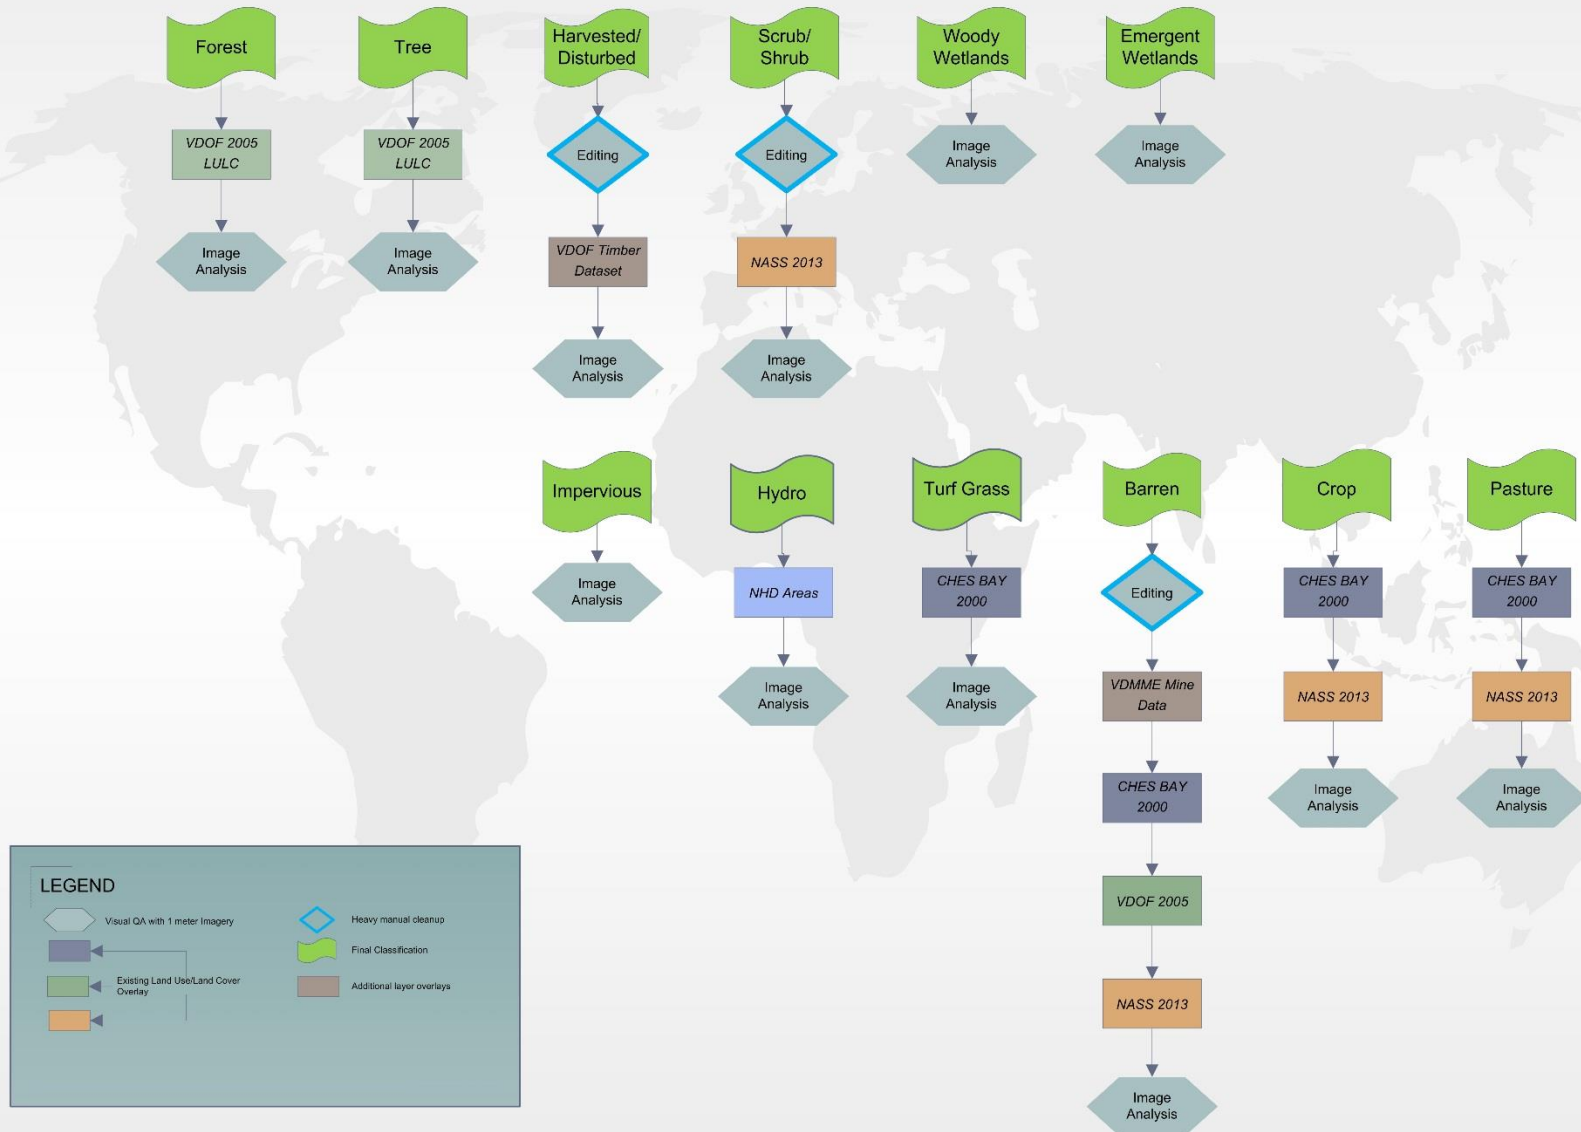 Forest
Tree
Harvested/
Disturbed
Scrub/
Shrub
Woody
Wetlands
Emergent
Wetlands
VDOF 2005
LULC
VDOF 2005
LULC
Editing
Editing
Image
Analysis
Image
Analysis
Image
Analysis
Image
Analysis
VDOF Timber
Dataset
NASS 2013
Image
Analysis
Image
Analysis
Impervious
Hydro
Turf Grass
Barren
Crop
Pasture
Image
Analysis
NHD Areas
CHES BAY
2000
Editing
CHES BAY
2000
CHES BAY
2000
Image
Analysis
Image
Analysis
VDMME Mine
Data
NASS 2013
NASS 2013
CHES BAY
2000
Image
Analysis
Image
Analysis
VDOF 2005
NASS 2013
Image
Analysis
LEGEND
Visual QA with 1 meter Imagery
Heavy manual cleanup
Final Classification
Existing Land Use/Land Cover
Overlay
Additional layer overlays